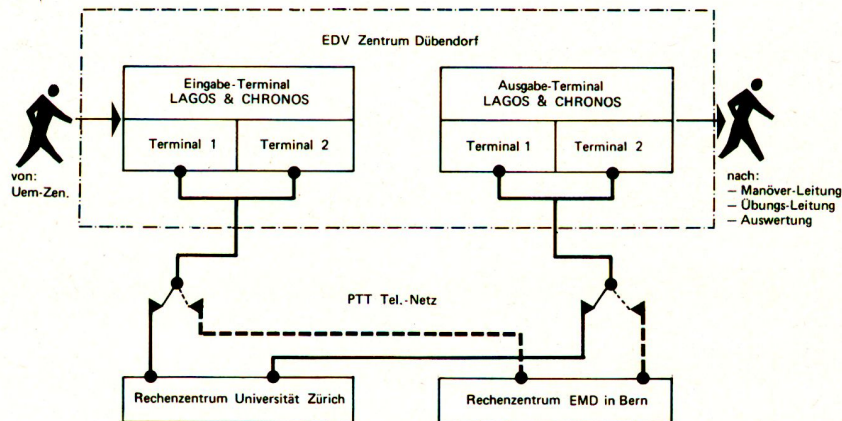 EDV Zentrum Dübendorf
Eingabe-Terminal
LAGOS & CHRONOS
Terminal 1
Terminal 2
Ausgabe-Terminal
LAGOS & CHRONOS
Terminal 1
Terminal 2
von:
Uem-Zen.
nach:
– Manöver-Leitung
– Übungs-Leitung
– Auswertung
PTT Tel.-Netz
Rechenzentrum Universität Zürich
Rechenzentrum EMD in Bern